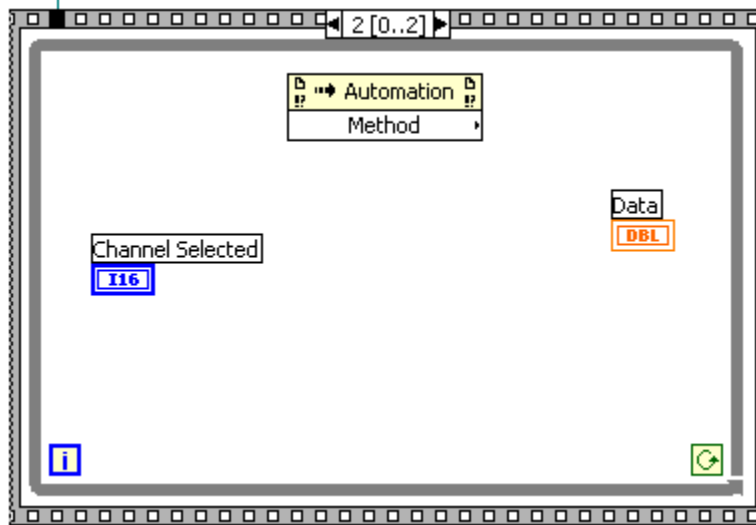 2 [0..2]
Automation
Method
Data
DBL
Channel Selected
I16
i